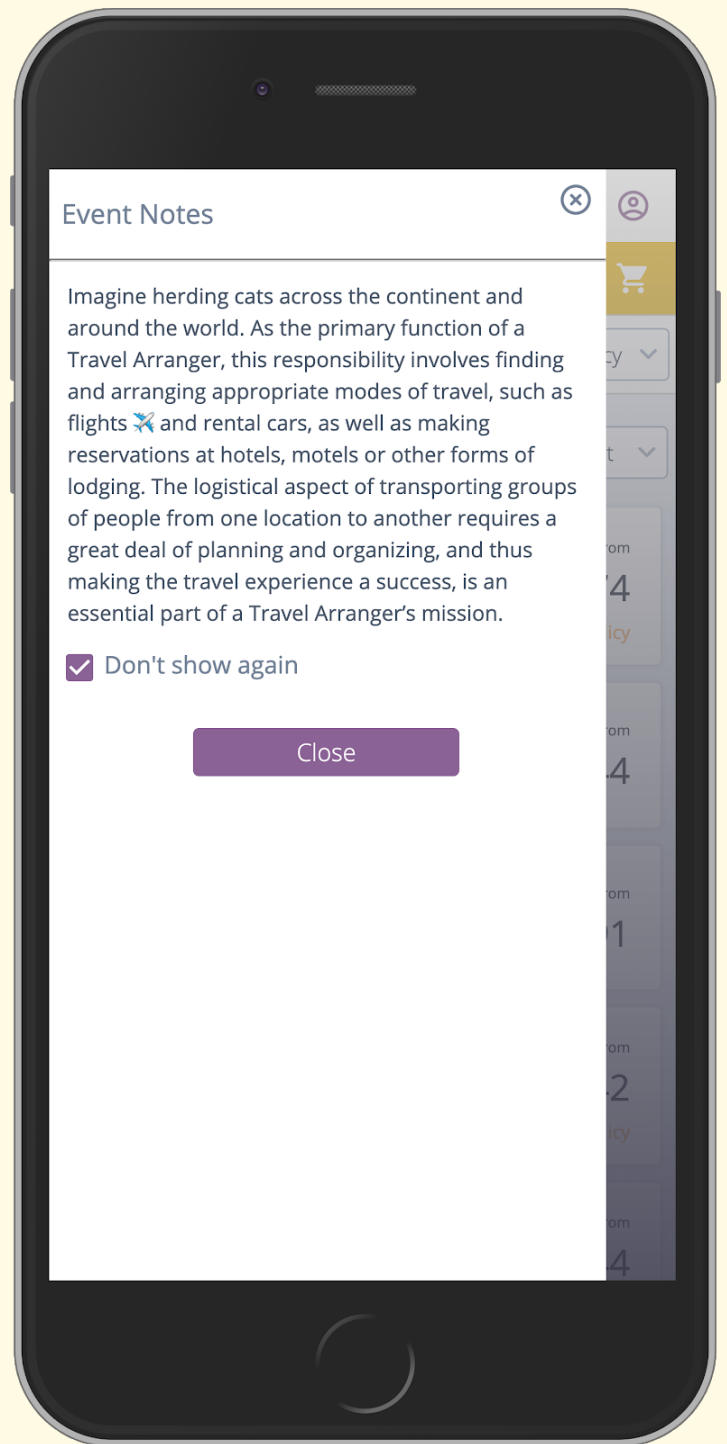 Event Notes
Imagine herding cats across the continent and
around the world. As the primary function of a
Travel Arranger, this responsibility involves finding
and arranging appropriate modes of travel, such as
flights ✈️ and rental cars, as well as making
reservations at hotels, motels or other forms of
lodging. The logistical aspect of transporting groups
of people from one location to another requires a
great deal of planning and organizing, and thus
making the travel experience a success, is an
essential part of a Travel Arranger’s mission.
Don't show again
Close